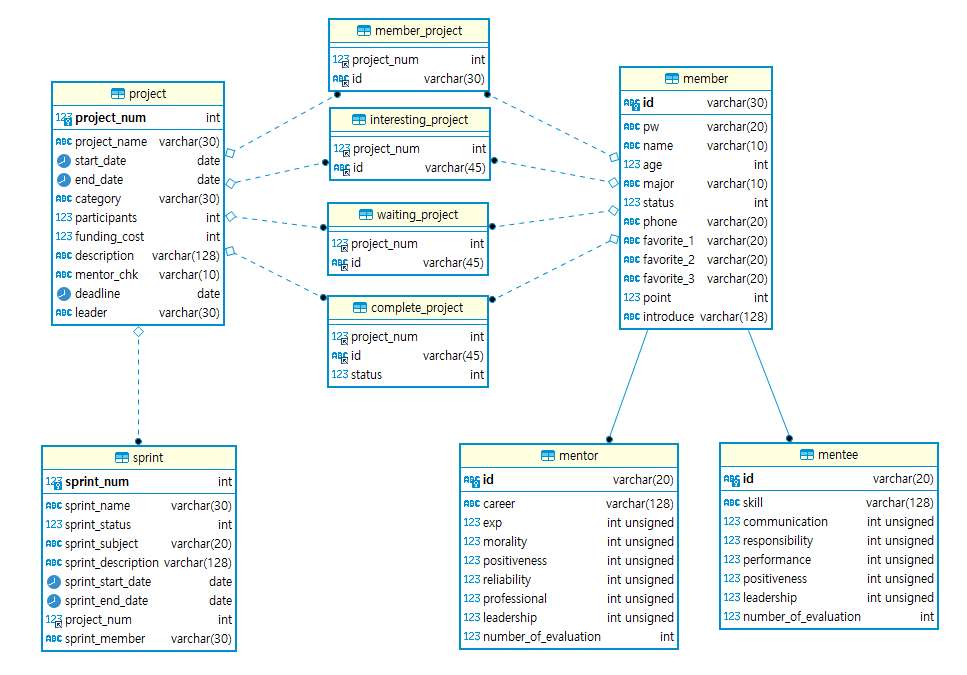 member_project
123 project_num int
ABC id varchar(30)
project
123 project_num int
ABC project_name varchar(30)
start_date date
end_date date
ABC category varchar(30)
123 participants int
123 funding_cost int
ABC description varchar(128)
ABC mentor_chk varchar(10)
deadline date
ABC leader varchar(30)
interesting_project
123 project_num int
ABC id varchar(45)
waiting_project
123 project_num int
ABC id varchar(45)
complete_project
123 project_num int
ABC id varchar(45)
123 status int
member
ABC id varchar(30)
ABC pw varchar(20)
ABC name varchar(10)
123 age int
ABC major varchar(10)
123 status int
ABC phone varchar(20)
ABC favorite_1 varchar(20)
ABC favorite_2 varchar(20)
ABC favorite_3 varchar(20)
123 point int
ABC introduce varchar(128)
sprint
123 sprint_num int
ABC sprint_name varchar(30)
123 sprint_status int
ABC sprint_subject varchar(20)
ABC sprint_description varchar(128)
sprint_start_date date
sprint_end_date date
123 project_num int
ABC sprint_member varchar(30)
mentor
ABC id varchar(20)
ABC career varchar(128)
123 exp int unsigned
123 morality int unsigned
123 positiveness int unsigned
123 reliability int unsigned
123 professional int unsigned
123 leadership int unsigned
123 number_of_evaluation int
mentee
ABC id varchar(20)
ABC skill varchar(128)
123 communication int unsigned
123 responsibility int unsigned
123 performance int unsigned
123 positiveness int unsigned
123 leadership int unsigned
123 number_of_evaluation int